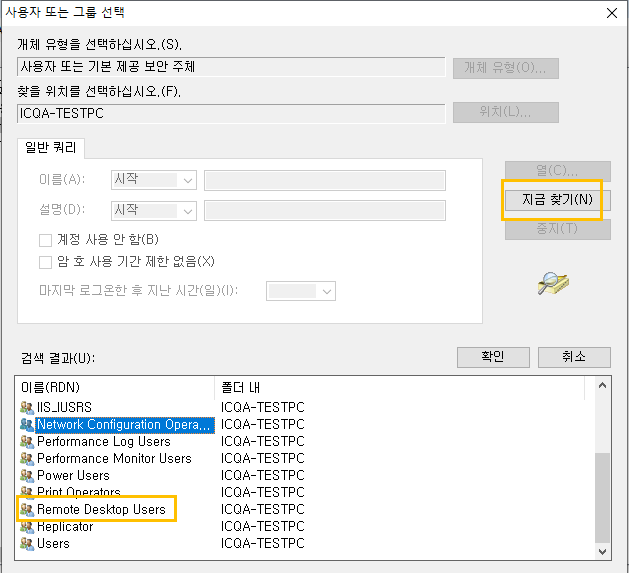 사용자 또는 그룹 선택
개체 유형을 선택하십시오.(S).
사용자 또는 기본 제공 보안 주체
개체 유형(O)...
찾을 위치를 선택하십시오.(F).
ICQA-TESTPC
위치(L)...
일반 쿼리
이름(A):
시작
설명(D):
시작
계정 사용 안 함(B)
암호 사용 기간 제한 없음(X)
마지막 로그온한 후 지난 시간(일)(I):
열(C)...
지금 찾기(N)
중지(T)
검색 결과(U):
확인
취소
이름(RDN) 폴더 내
IIS_IUSRS ICQA-TESTPC
Network Configuration Opera... ICQA-TESTPC
Performance Log Users ICQA-TESTPC
Performance Monitor Users ICQA-TESTPC
Power Users ICQA-TESTPC
Print Operators ICQA-TESTPC
Remote Desktop Users ICQA-TESTPC
Replicator ICQA-TESTPC
Users ICQA-TESTPC